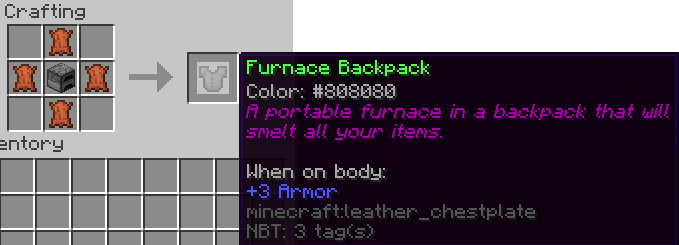 Crafting
Furnace Backpack
Color: #808080
A portable furnace in a backpack that will
smelt all your items.
entory
When on body:
+3 Armor
minecraft:leather_chestplate
NBT: 3 tag(s)